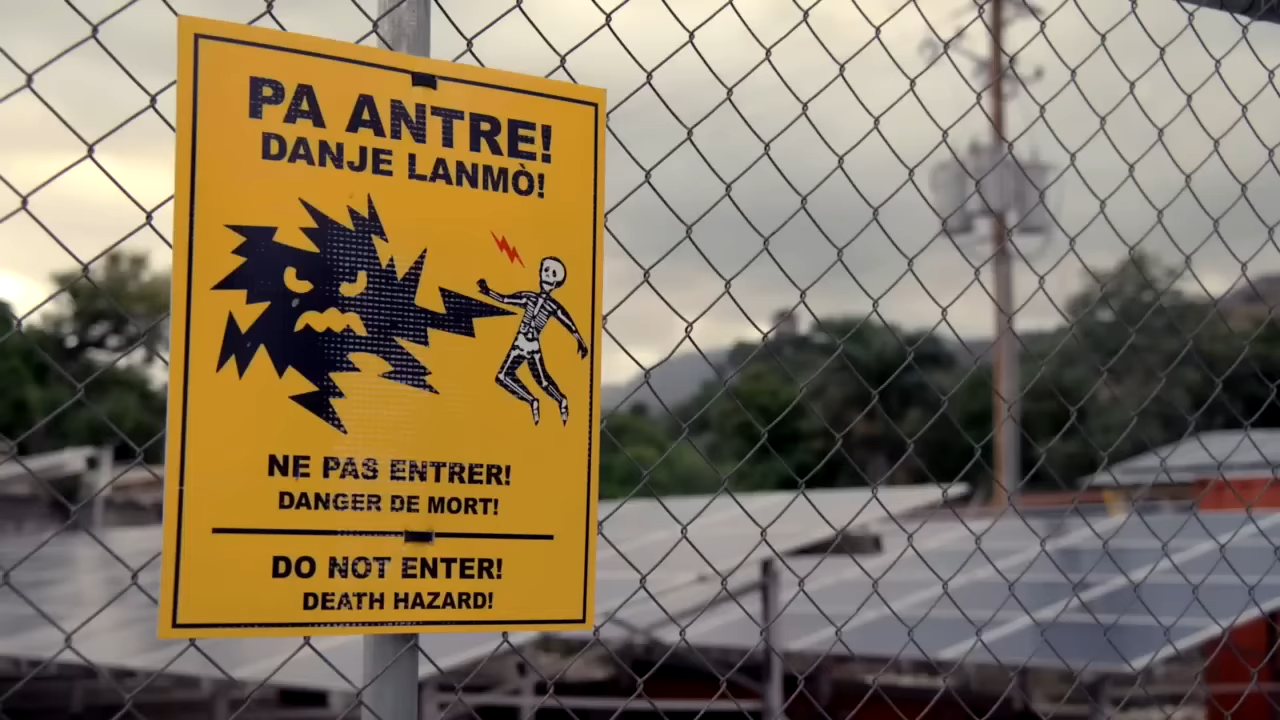 PA ANTRE!
DANJE LANMÒ!
NE PAS ENTRER!
DANGER DE MORT!
DO NOT ENTER!
DEATH HAZARD!